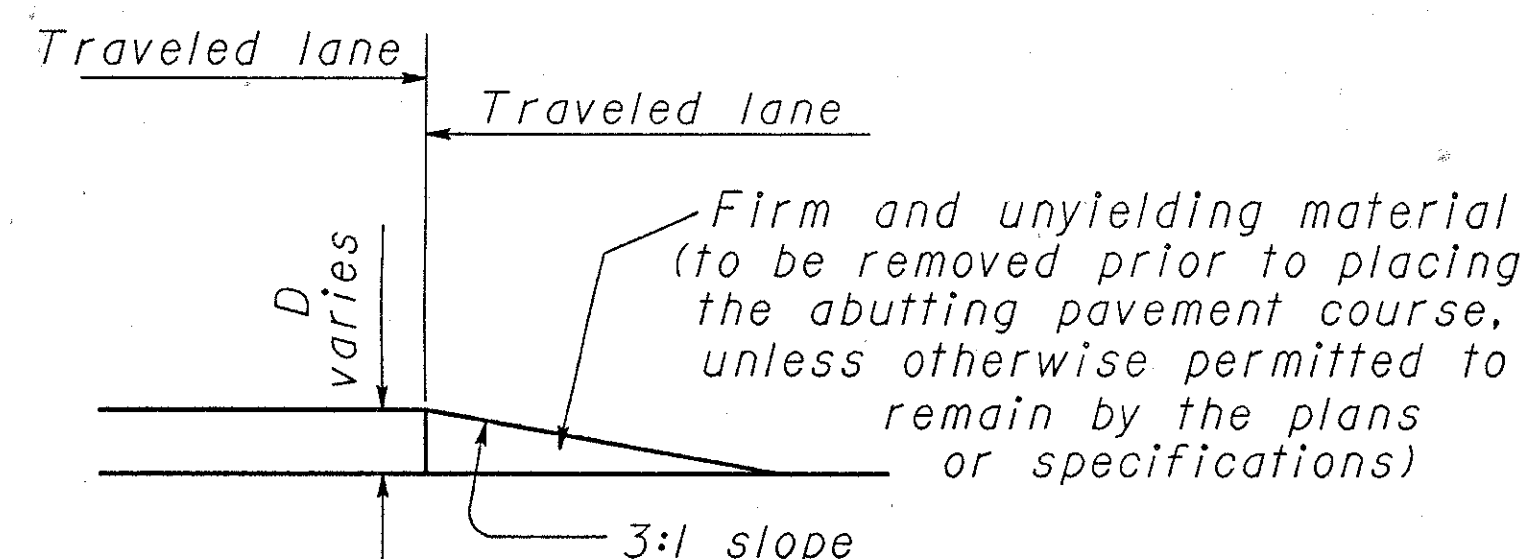 Traveled lane
Traveled lane
Firm and unyielding material
(to be removed prior to placing
the abutting pavement course,
unless otherwise permitted to
remain by the plans
or specifications)
D
varies
3:1 slope